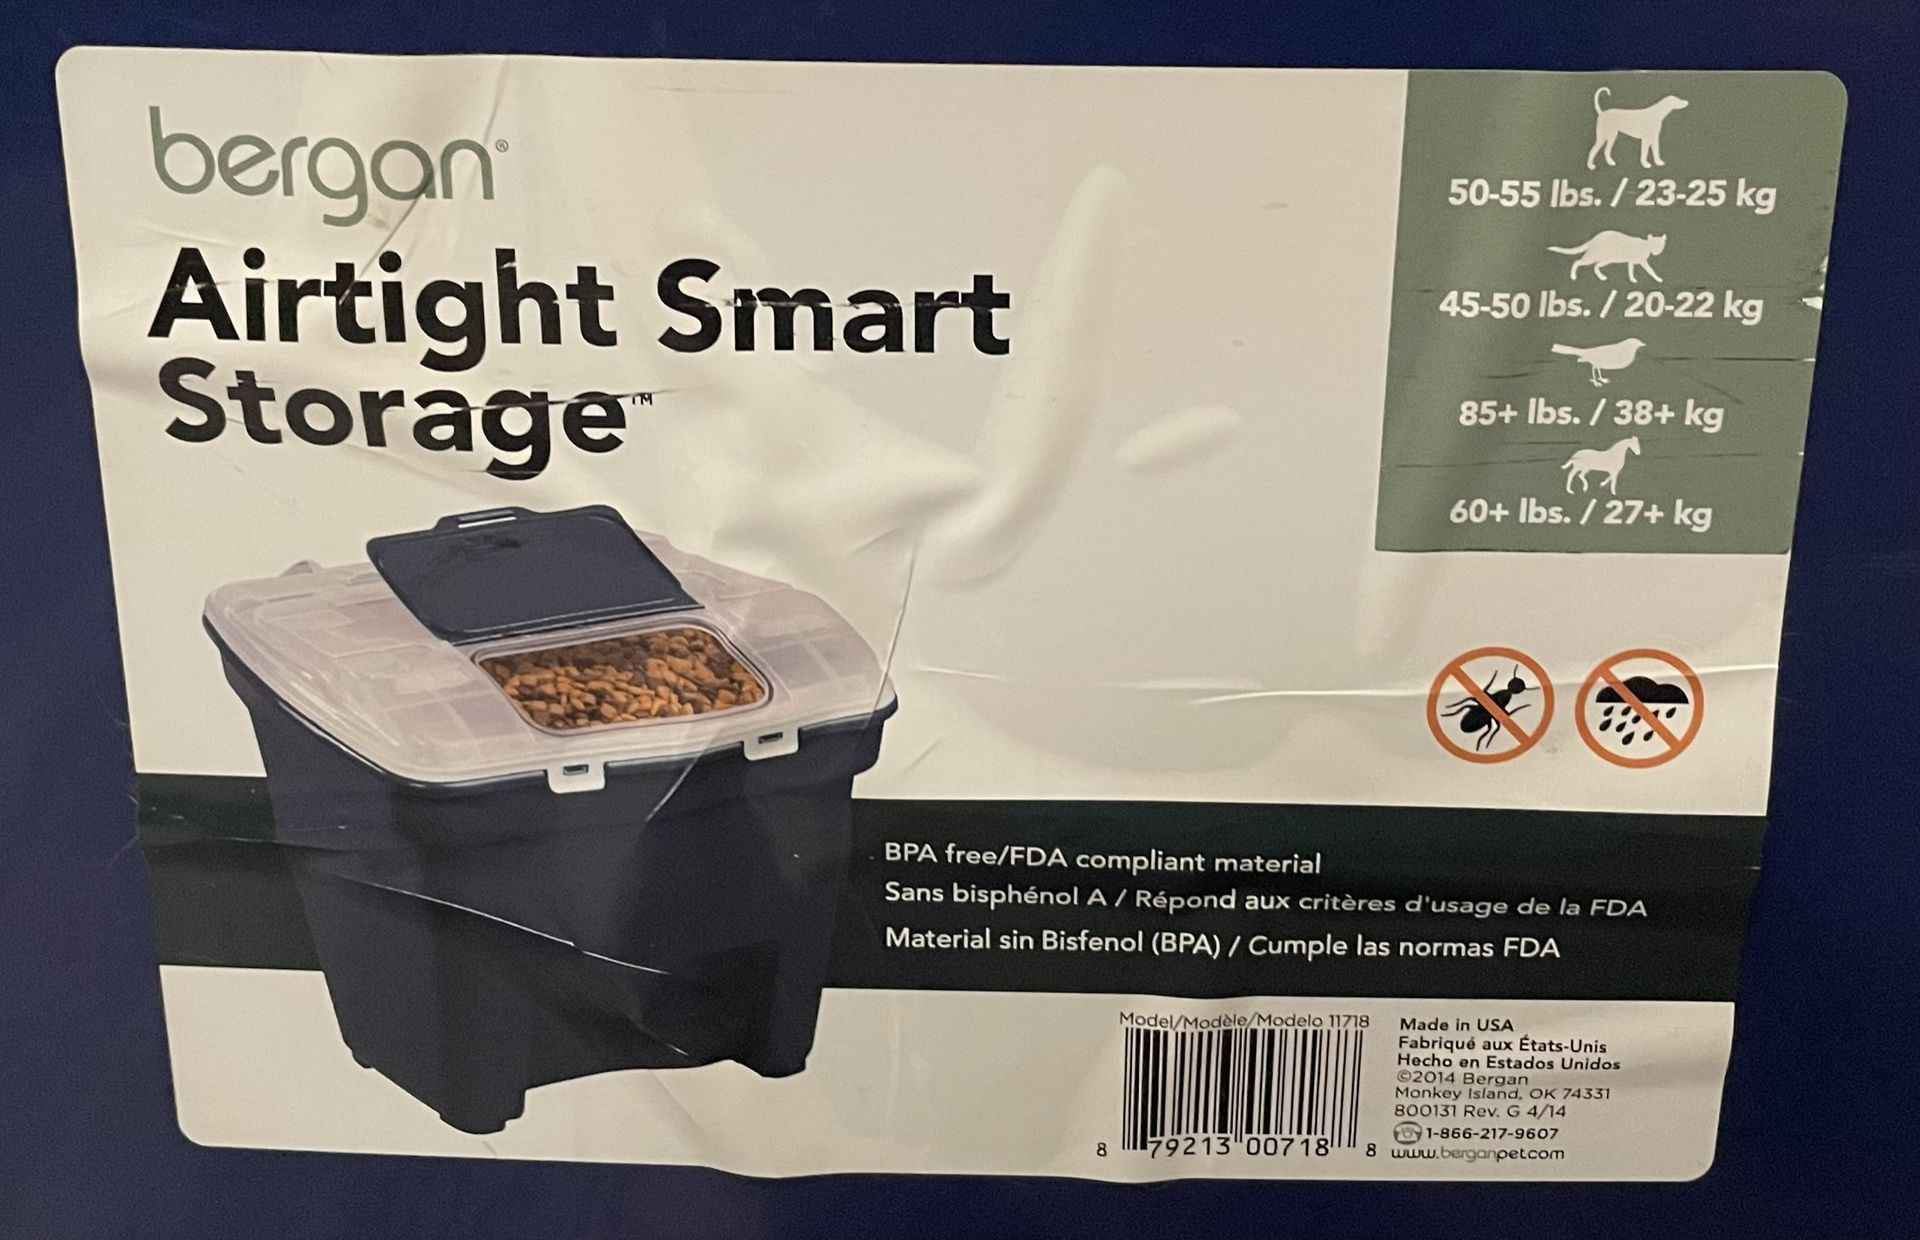 bergan®
Airtight Smart
Storage™
50-55 lbs. / 23-25 kg
45-50 lbs. / 20-22 kg
85+ lbs. / 38+ kg
60+ lbs. / 27+ kg
BPA free/FDA compliant material
Sans bisphénol A / Répond aux critères d'usage de la FDA
Material sin Bisfenol (BPA) / Cumple las normas FDA
Model/Modèle/Modelo 11718
8 79213 00718 8
Made in USA
Fabriqué aux États-Unis
Hecho en Estados Unidos
©2014 Bergan
Monkey Island, OK 74331
800131 Rev. G 4/14
1-866-217-9607
www.berganpet.com